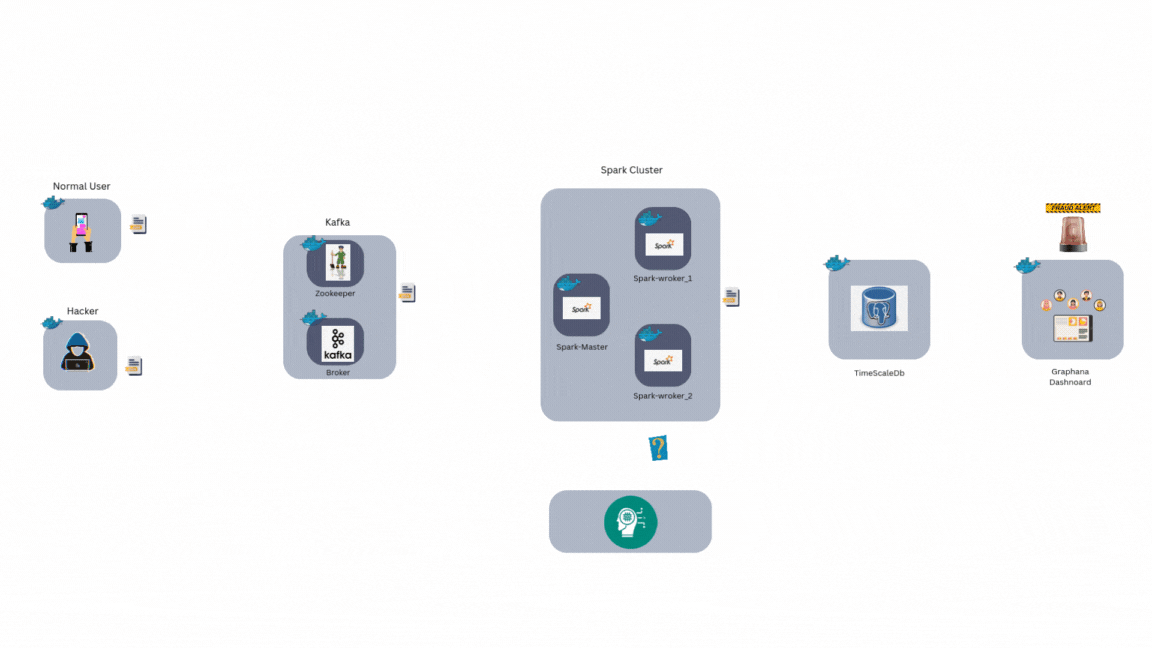 Normal User
Hacker
Kafka
Zookeeper
kafka
Broker
Spark Cluster
Spark
Spark-wroker_1
Spark
Spark-Master
Spark
Spark-wroker_2
?
TimeScaleDb
FRAUD ALERT
Graphana
Dashnoard